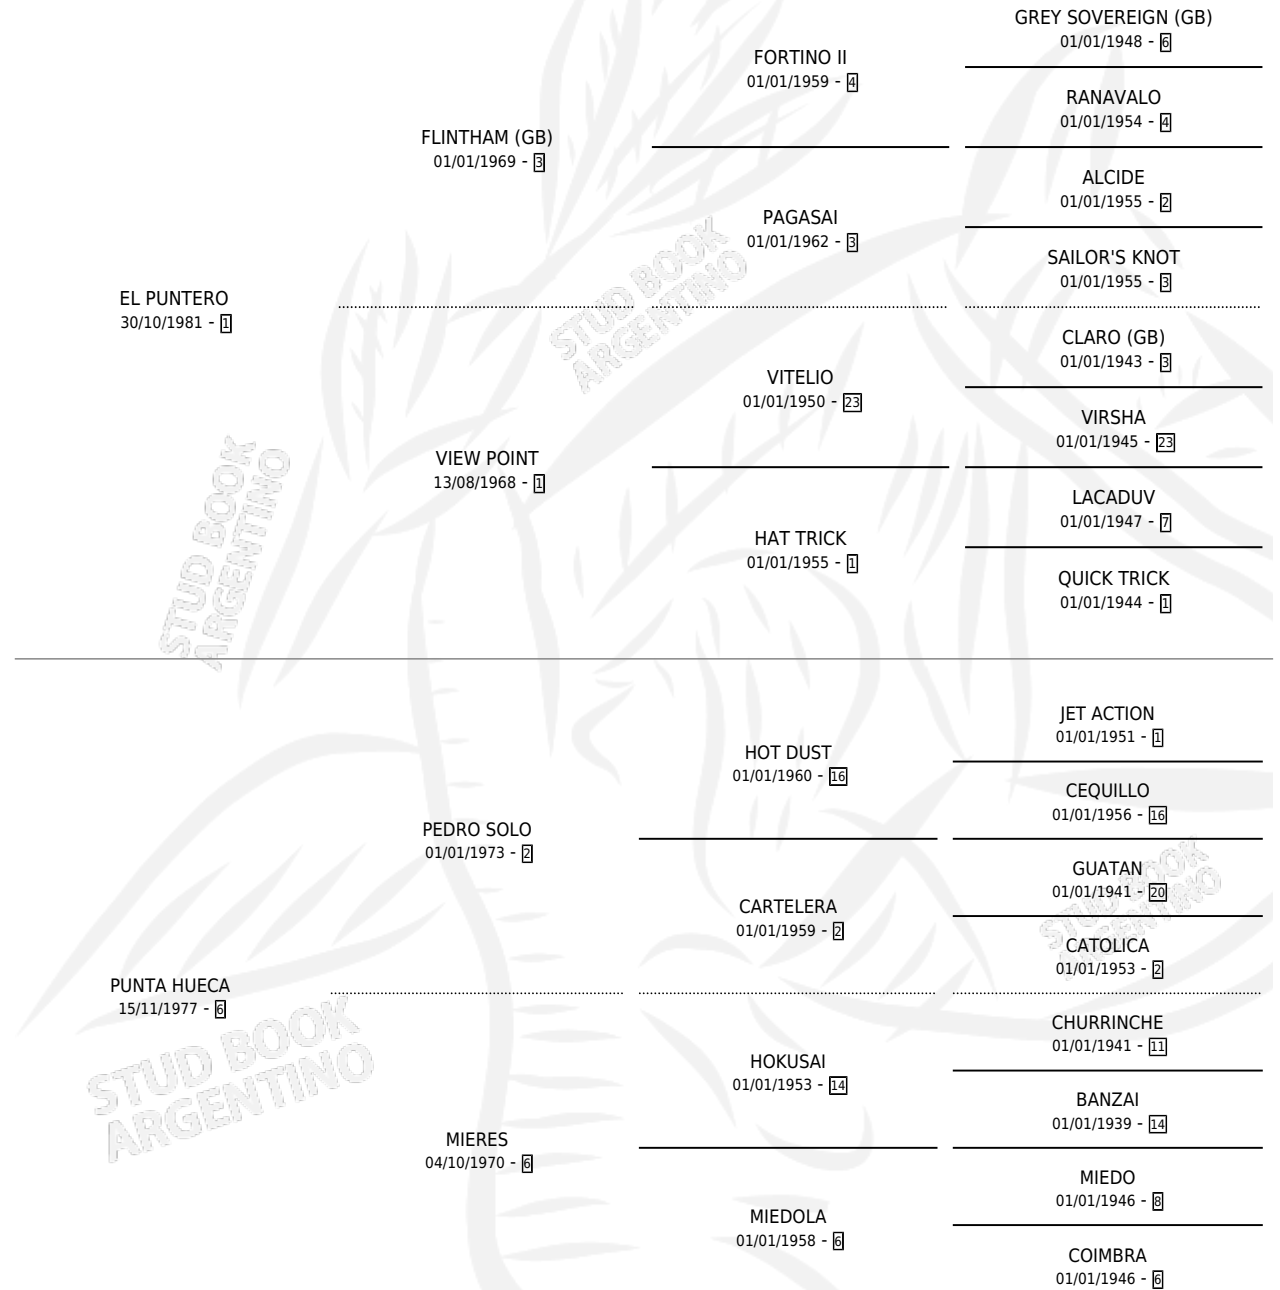 GREY SOVEREIGN (GB)
01/01/1948 - 6
FORTINO II
01/01/1959 - 4
RANAVALO
01/01/1954 - 4
FLINTHAM (GB)
01/01/1969 - 3
ALCIDE
01/01/1955 - 2
PAGASAI
01/01/1962 - 3
SAILOR'S KNOT
01/01/1955 - 3
EL PUNTERO
30/10/1981 - 1
STUD BOOK
ARGENTINO
CLARO (GB)
01/01/1943 - 3
VITELIO
01/01/1950 - 23
VIRSHA
01/01/1945 - 23
VIEW POINT
13/08/1968 - 1
LACADUV
01/01/1947 - 7
HAT TRICK
01/01/1955 - 1
QUICK TRICK
01/01/1944 - 1
STUD BOOK
ARGENTINO
JET ACTION
01/01/1951 - 1
HOT DUST
01/01/1960 - 16
CEQUILLO
01/01/1956 - 16
PEDRO SOLO
01/01/1973 - 2
GUATAN
01/01/1941 - 20
CARTELERA
01/01/1959 - 2
STUD BOOK
ARGENTINO
CATOLICA
01/01/1953 - 2
PUNTA HUECA
15/11/1977 - 6
CHURRINCHE
01/01/1941 - 11
HOKUSAI
01/01/1953 - 14
BANZAI
01/01/1939 - 14
STUD BOOK
ARGENTINO
MIERES
04/10/1970 - 6
MIEDO
01/01/1946 - 8
MIEDOLA
01/01/1958 - 6
COIMBRA
01/01/1946 - 6